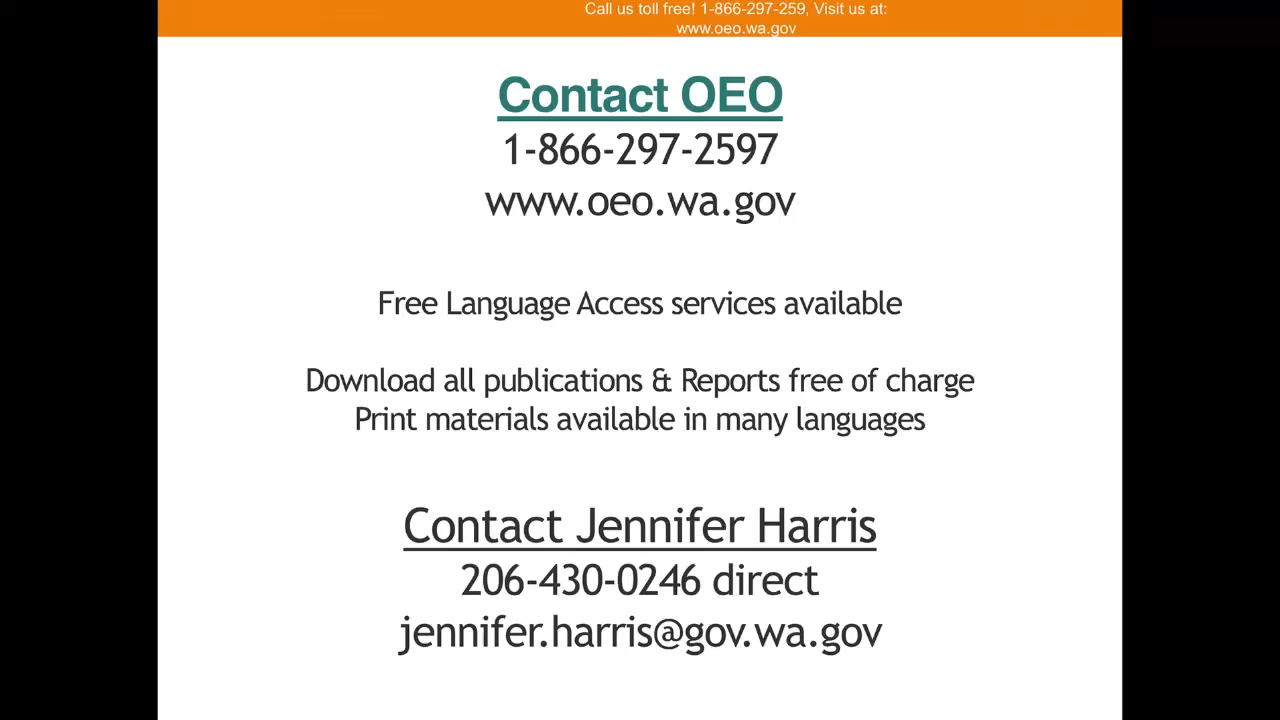 Call us toll free! 1-866-297-259, Visit us at:
www.oeo.wa.gov
Contact OEO
1-866-297-2597
www.oeo.wa.gov
Free Language Access services available
Download all publications & Reports free of charge
Print materials available in many languages
Contact Jennifer Harris
206-430-0246 direct
jennifer.harris@gov.wa.gov